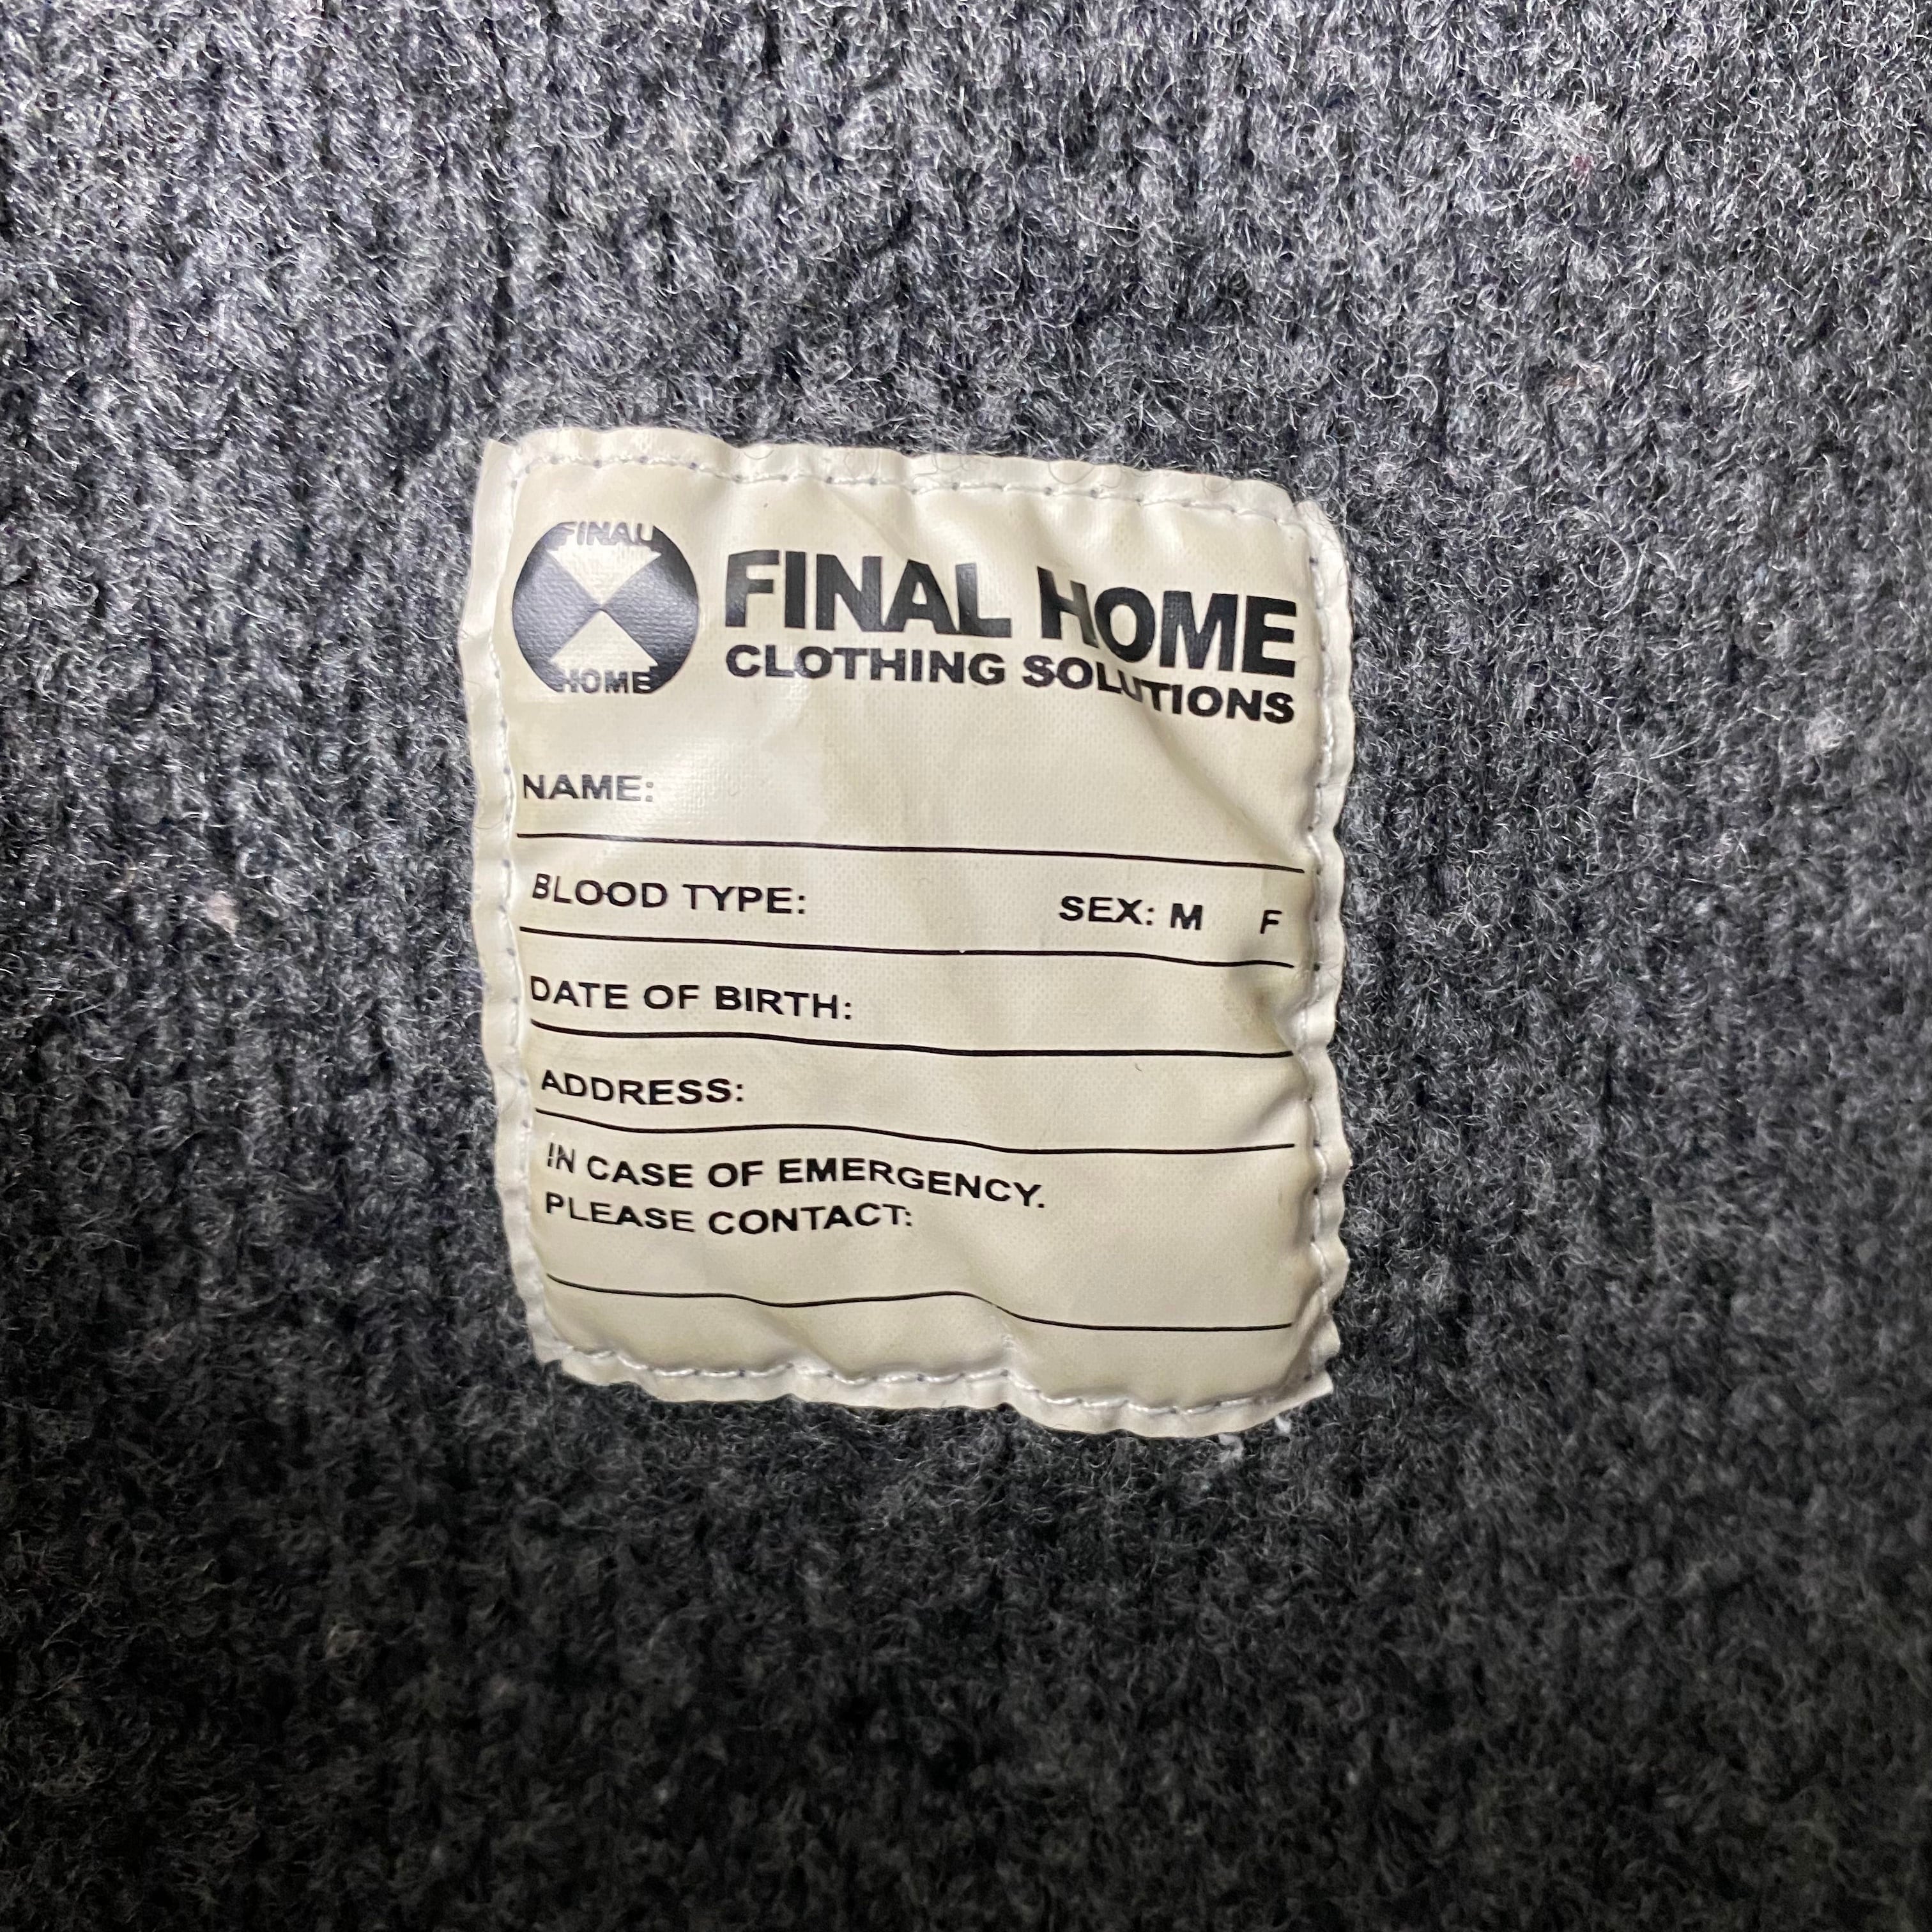 FINAL
HOME
FINAL HOME
CLOTHING SOLUTIONS
NAME:
BLOOD TYPE: SEX: M F
DATE OF BIRTH:
ADDRESS:
IN CASE OF EMERGENCY.
PLEASE CONTACT: